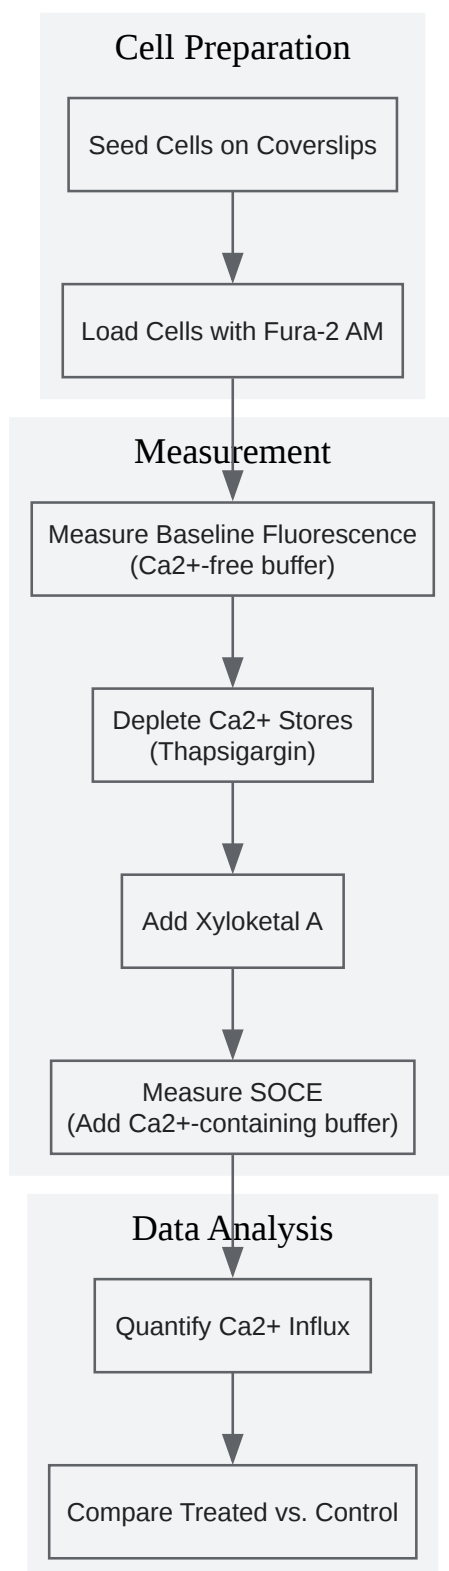 Cell Preparation
Seed Cells on Coverslips
Load Cells with Fura-2 AM
Measurement
Measure Baseline Fluorescence
(Ca2+-free buffer)
Deplete Ca2+ Stores
(Thapsigargin)
Add Xyloketal A
Measure SOCE
(Add Ca2+-containing buffer)
Data Analysis
Quantify Ca2+ Influx
Compare Treated vs. Control